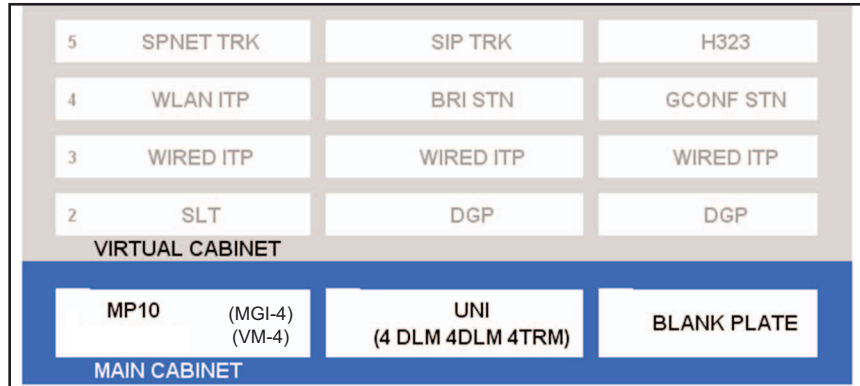 5 SPNET TRK SIP TRK H323
4 WLAN ITP BRI STN GCONF STN
3 WIRED ITP WIRED ITP WIRED ITP
2 SLT DGP DGP
VIRTUAL CABINET
MP10 (MGI-4) UNI BLANK PLATE
(VM-4) (4 DLM 4DLM 4TRM)
MAIN CABINET